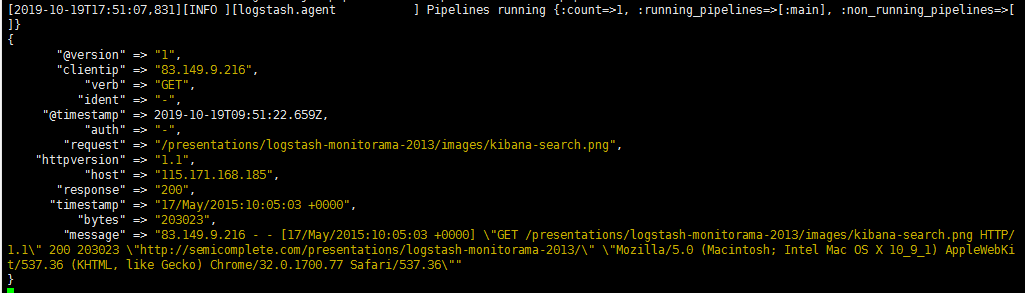 [2019-10-19T17:51:07,831][INFO ][logstash.agent           ] Pipelines running {:count=>1, :running_pipelines=>[:main], :non_running_pipelines=>[
]}
{
       "@version" => "1",
       "clientip" => "83.149.9.216",
           "verb" => "GET",
          "ident" => "-",
     "@timestamp" => 2019-10-19T09:51:22.659Z,
           "auth" => "-",
        "request" => "/presentations/logstash-monitorama-2013/images/kibana-search.png",
    "httpversion" => "1.1",
           "host" => "115.171.168.185",
       "response" => "200",
      "timestamp" => "17/May/2015:10:05:03 +0000",
          "bytes" => "203023",
        "message" => "83.149.9.216 - - [17/May/2015:10:05:03 +0000] \"GET /presentations/logstash-monitorama-2013/images/kibana-search.png HTTP/
1.1\" 200 203023 \"http://semicomplete.com/presentations/logstash-monitorama-2013/\" \"Mozilla/5.0 (Macintosh; Intel Mac OS X 10_9_1) AppleWebKi
t/537.36 (KHTML, like Gecko) Chrome/32.0.1700.77 Safari/537.36\""
}